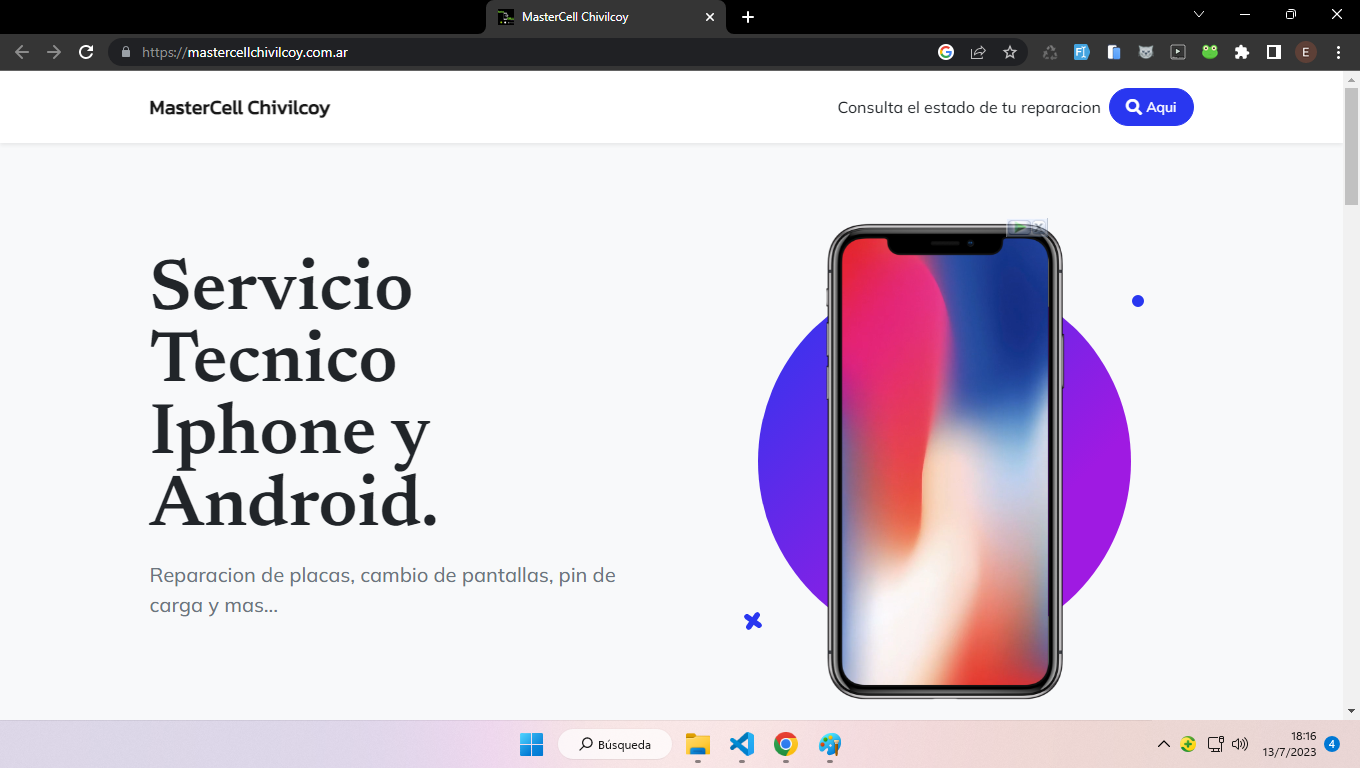 MasterCell Chivilcoy
https://mastercellchivilcoy.com.ar
E
MasterCell Chivilcoy
Consulta el estado de tu reparacion
Aqui
Servicio
Tecnico
Iphone y
Android.
Reparacion de placas, cambio de pantallas, pin de
carga y mas...
Búsqueda
18:16
13/7/2023
4